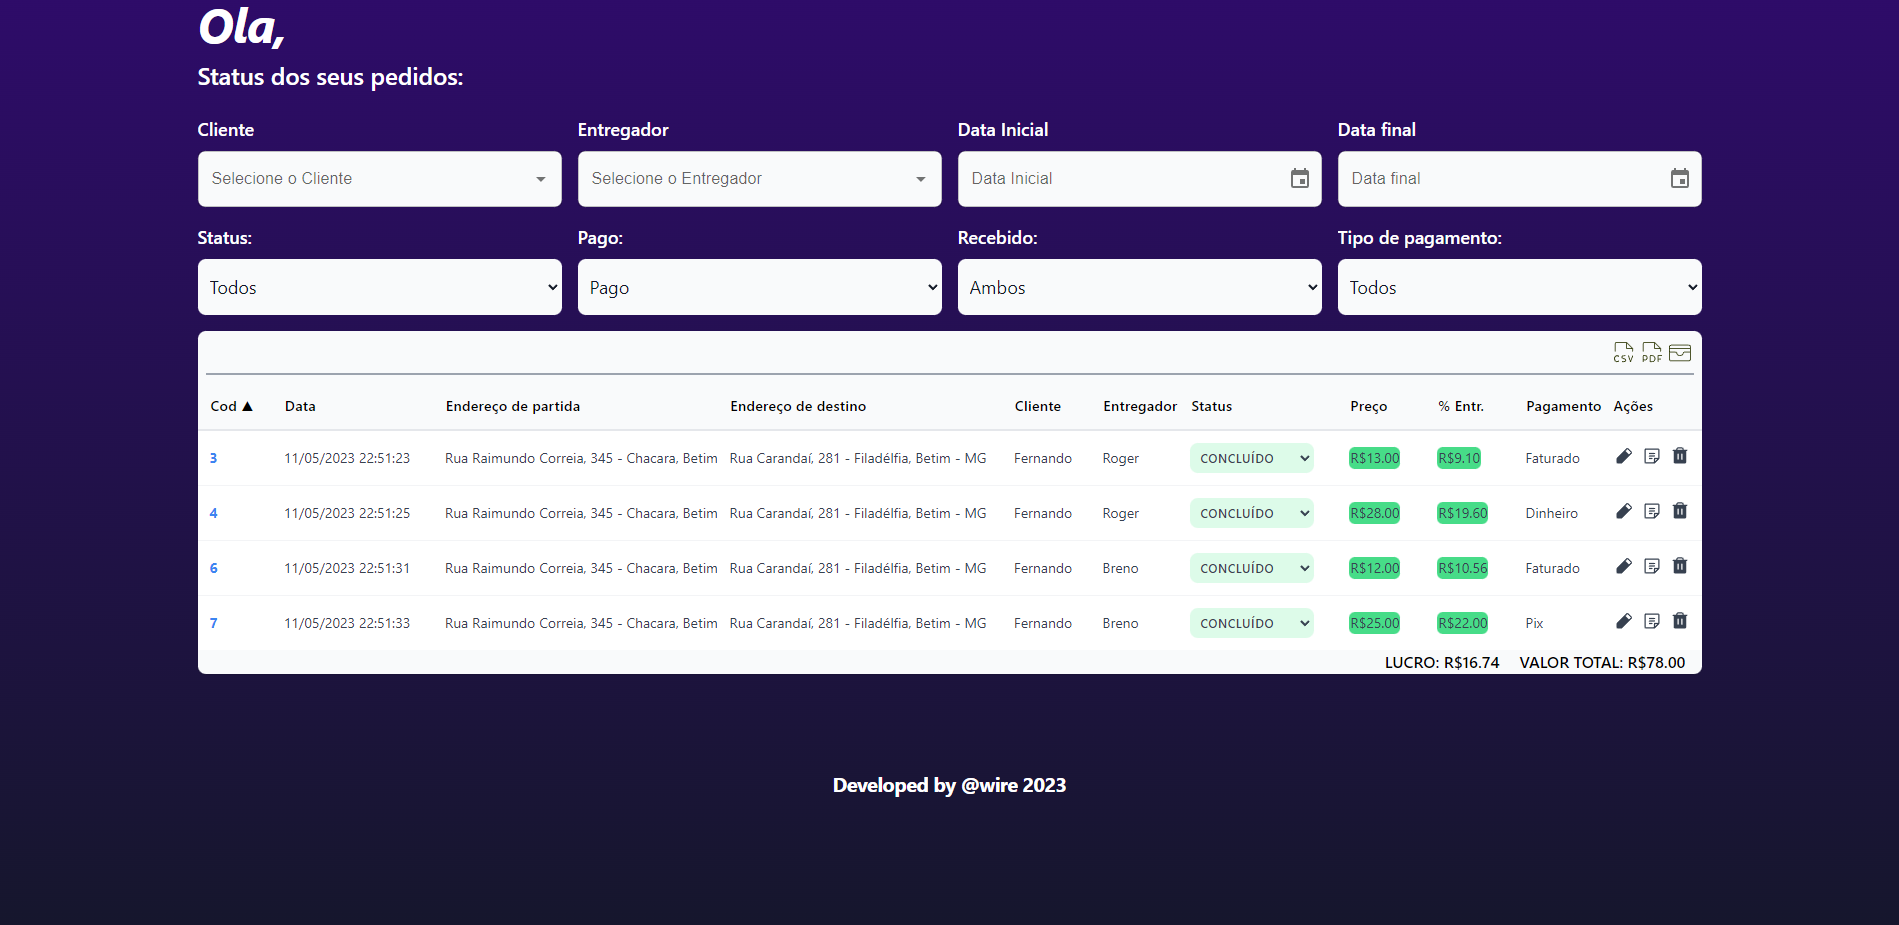 Ola,
Status dos seus pedidos:
Cliente Entregador Data Inicial Data final
Selecione o Cliente Selecione o Entregador Data Inicial Data final
Status: Pago: Recebido: Tipo de pagamento:
Todos Pago Ambos Todos
CSV PDF
Cod ▲ Data Endereço de partida Endereço de destino Cliente Entregador Status Preço % Entr. Pagamento Ações
3 11/05/2023 22:51:23 Rua Raimundo Correia, 345 - Chacara, Betim Rua Carandaí, 281 - Filadélfia, Betim - MG Fernando Roger CONCLUÍDO R$13.00 R$9.10 Faturado
4 11/05/2023 22:51:25 Rua Raimundo Correia, 345 - Chacara, Betim Rua Carandaí, 281 - Filadélfia, Betim - MG Fernando Roger CONCLUÍDO R$28.00 R$19.60 Dinheiro
6 11/05/2023 22:51:31 Rua Raimundo Correia, 345 - Chacara, Betim Rua Carandaí, 281 - Filadélfia, Betim - MG Fernando Breno CONCLUÍDO R$12.00 R$10.56 Faturado
7 11/05/2023 22:51:33 Rua Raimundo Correia, 345 - Chacara, Betim Rua Carandaí, 281 - Filadélfia, Betim - MG Fernando Breno CONCLUÍDO R$25.00 R$22.00 Pix
LUCRO: R$16.74 VALOR TOTAL: R$78.00
Developed by @wire 2023